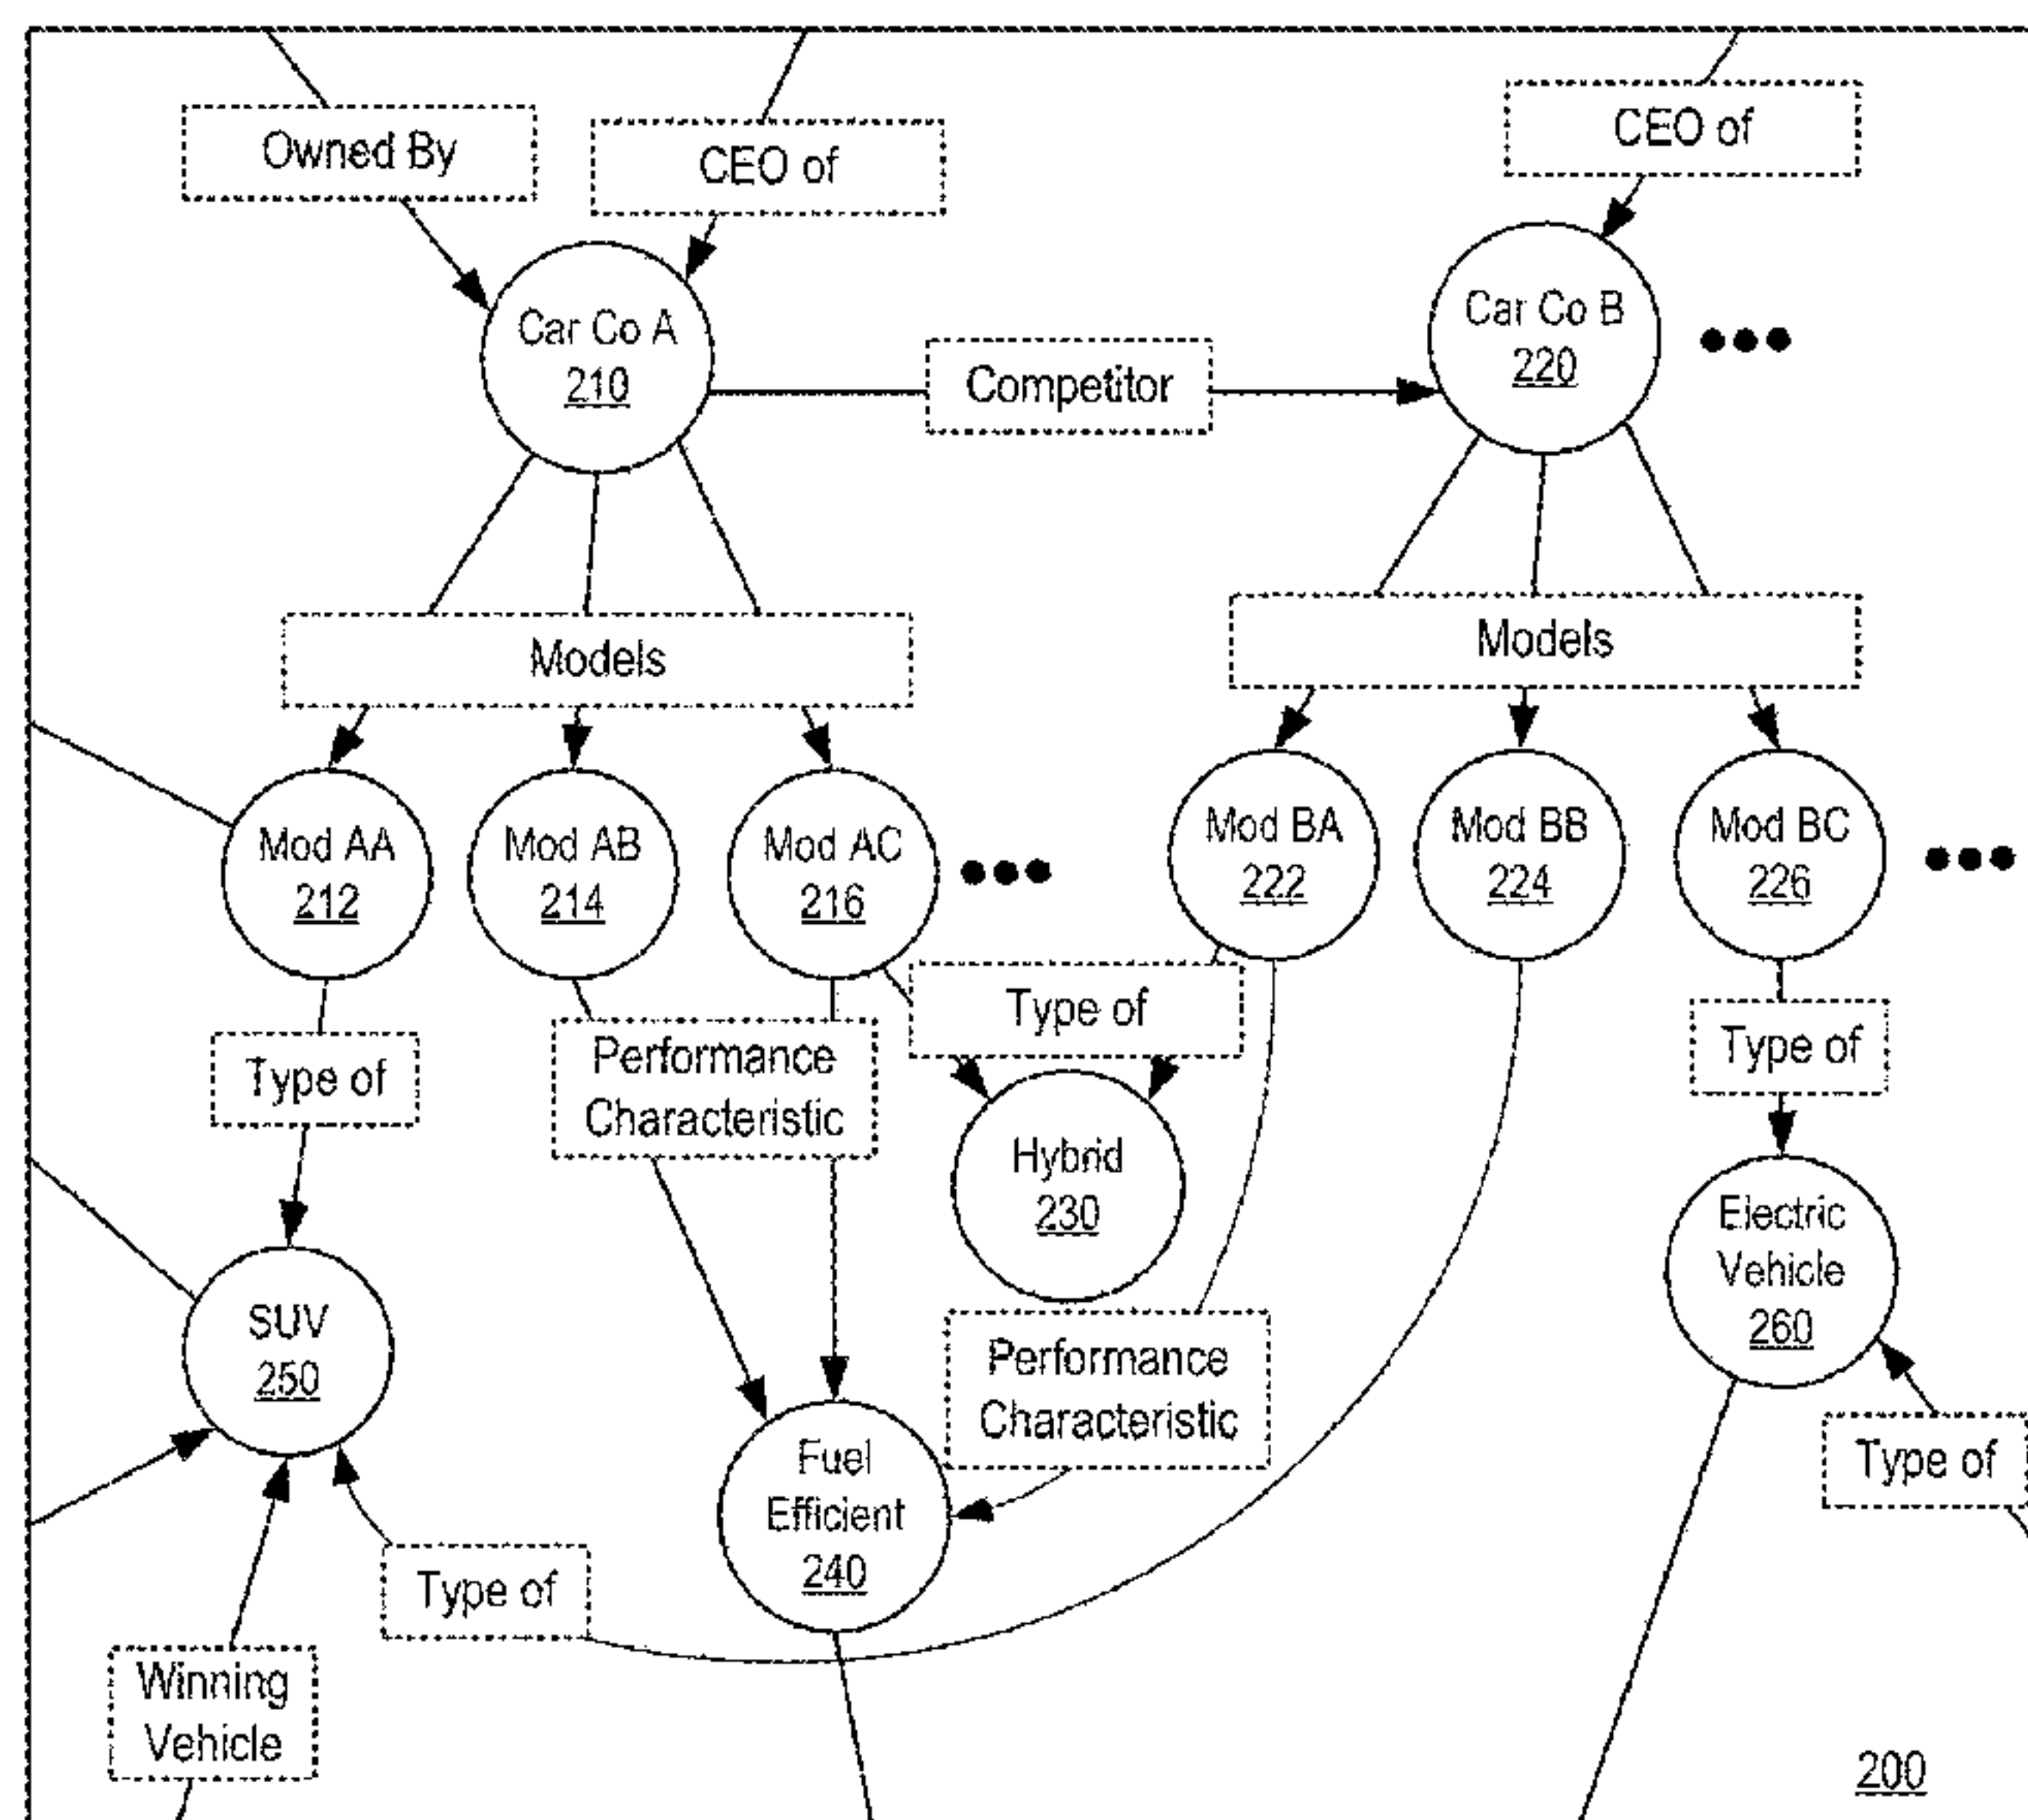 Owned By
CEO of
CEO of
Car Co A
210
Competitor
Car Co B
220
Models
Models
Mod AA
212
Mod AB
214
Mod AC
216
Mod BA
222
Mod BB
224
Mod BC
226
Type of
Performance
Characteristic
Type of
Type of
Hybrid
230
Electric
Vehicle
260
SUV
250
Performance
Characteristic
Fuel
Efficient
240
Type of
Type of
Winning
Vehicle
200